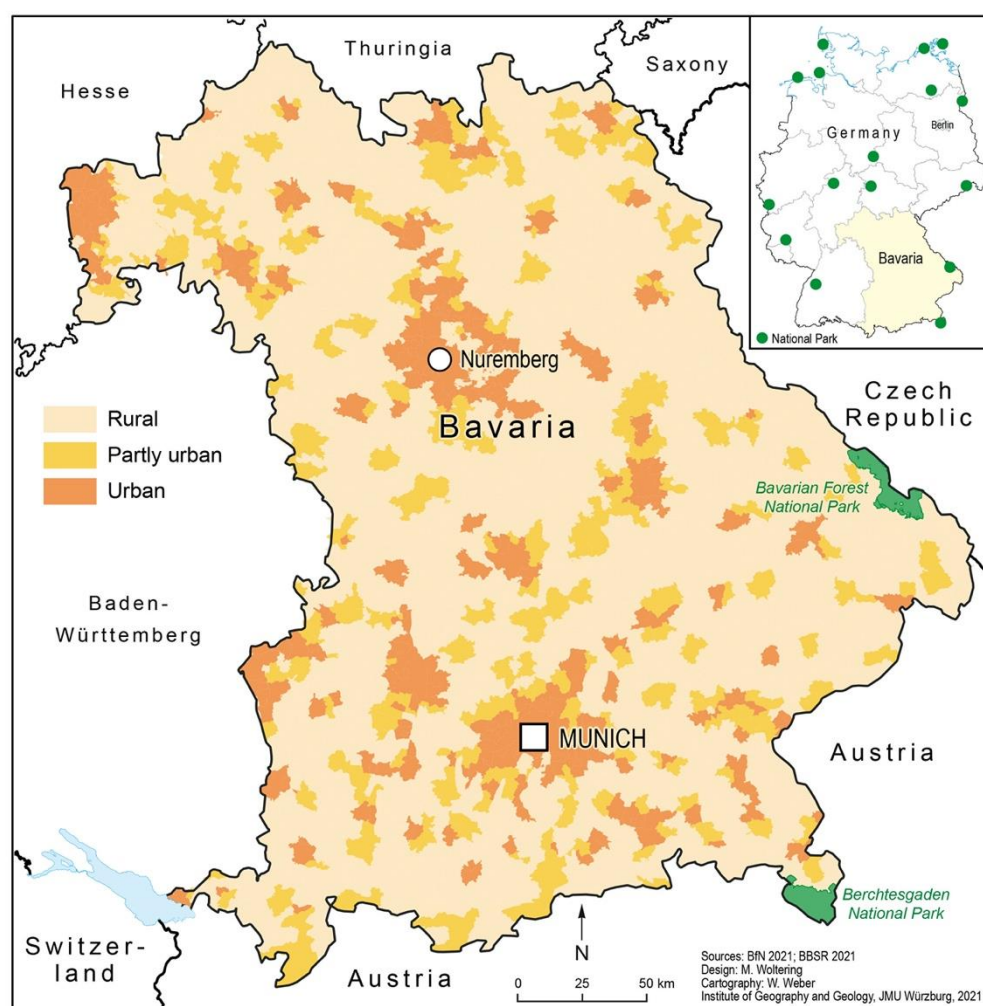 Hesse
Thuringia
Saxony
Germany
Berlin
Bavaria
National Park
Nuremberg
Bavaria
Czech
Republic
Rural
Partly urban
Urban
Bavarian Forest
National Park
Baden-
Württemberg
MUNICH
Austria
Berchtesgaden
National Park
Switzer-
land
Austria
N
0 25 50 km
Sources: BfN 2021; BBSR 2021
Design: M. Woltering
Cartography: W. Weber
Institute of Geography and Geology, JMU Würzburg, 2021